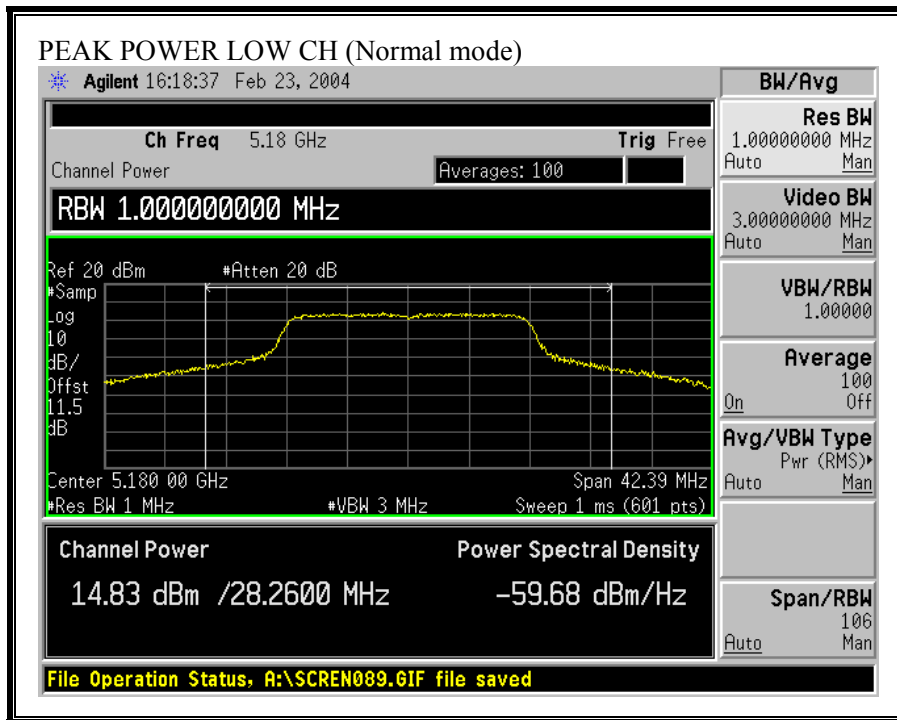 PEAK POWER LOW CH (Normal mode)
Agilent 16:18:37 Feb 23, 2004
BW/Avg
Ch Freq 5.18 GHz Trig Free
Channel Power Averages: 100
RBW 1.000000000 MHz
Ref 20 dBm #Atten 20 dB
#Samp
Log
10
dB/
Offst
11.5
dB
Center 5.180 00 GHz Span 42.39 MHz
#Res BW 1 MHz #VBW 3 MHz Sweep 1 ms (601 pts)
Channel Power Power Spectral Density
14.83 dBm /28.2600 MHz -59.68 dBm/Hz
File Operation Status, A:\SCREN089.GIF file saved
Res BW
1.00000000 MHz
Auto Man
Video BW
3.00000000 MHz
Auto Man
VBW/RBW
1.00000
Average
100
On Off
Avg/VBW Type
Pwr (RMS)
Auto Man
Span/RBW
106
Auto Man